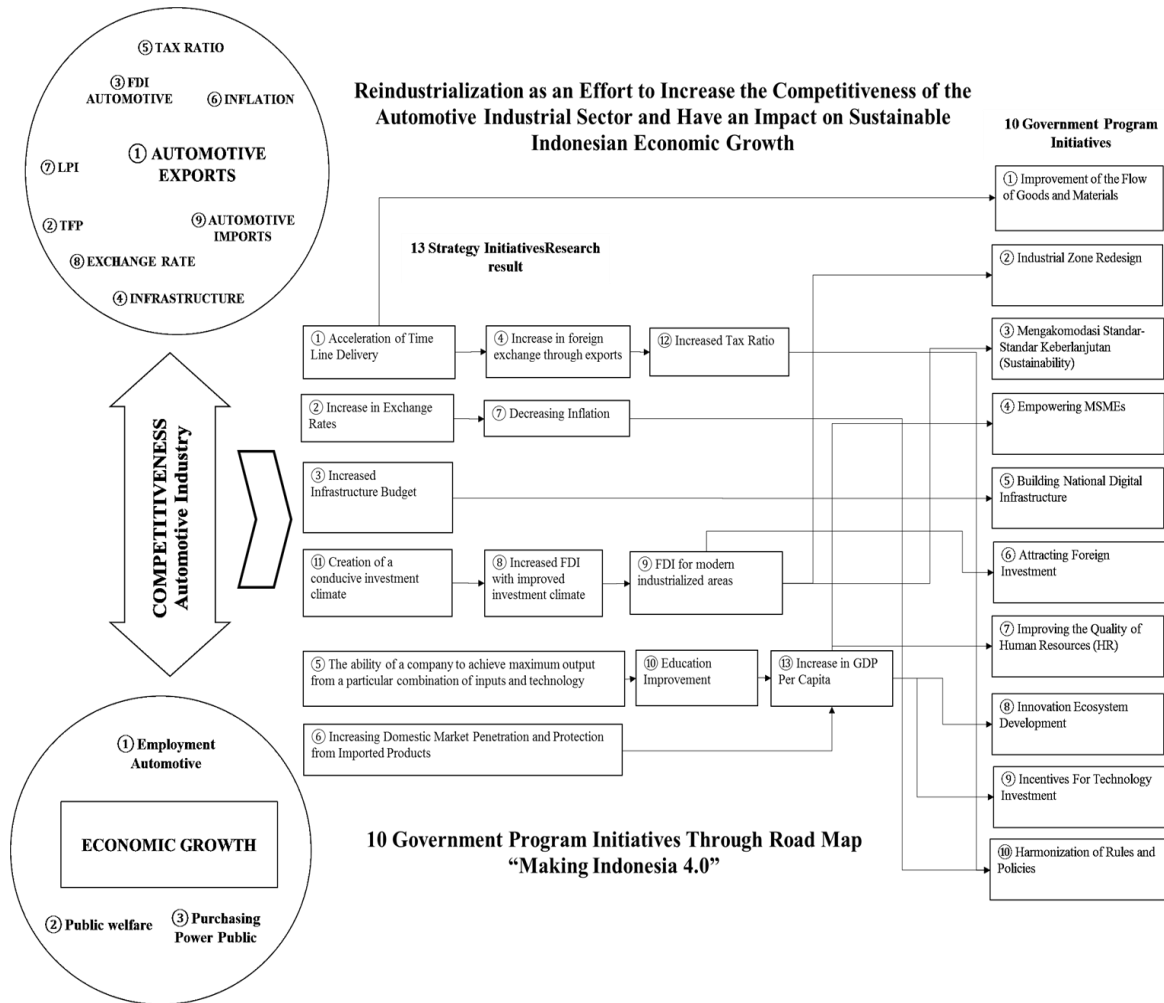 ⑤ TAX RATIO
③ FDI
AUTOMOTIVE
⑥ INFLATION
① AUTOMOTIVE
EXPORTS
⑦ LPI
② TFP
⑨ AUTOMOTIVE
IMPORTS
⑧ EXCHANGE RATE
④ INFRASTRUCTURE
COMPETITIVENESS
Automotive Industry
① Employment
Automotive
ECONOMIC GROWTH
② Public welfare
③ Purchasing
Power Public
Reindustrialization as an Effort to Increase the Competitiveness of the
Automotive Industrial Sector and Have an Impact on Sustainable
Indonesian Economic Growth
13 Strategy InitiativesResearch
result
① Acceleration of Time
Line Delivery
④ Increase in foreign
exchange through exports
⑫ Increased Tax Ratio
② Increase in Exchange
Rates
⑦ Decreasing Inflation
③ Increased
Infrastructure Budget
⑪ Creation of a
conducive investment
climate
⑧ Increased FDI
with improved
investment climate
⑨ FDI for modern
industrialized areas
⑤ The ability of a company to achieve maximum output
from a particular combination of inputs and technology
⑩ Education
Improvement
⑬ Increase in GDP
Per Capita
⑥ Increasing Domestic Market Penetration and Protection
from Imported Products
10 Government Program Initiatives Through Road Map
“Making Indonesia 4.0”
10 Government Program
Initiatives
① Improvement of the Flow
of Goods and Materials
② Industrial Zone Redesign
③ Mengakomodasi Standar-
Standar Keberlanjutan
(Sustainability)
④ Empowering MSMEs
⑤ Building National Digital
Infrastructure
⑥ Attracting Foreign
Investment
⑦ Improving the Quality of
Human Resources (HR)
⑧ Innovation Ecosystem
Development
⑨ Incentives For Technology
Investment
⑩ Harmonization of Rules and
Policies